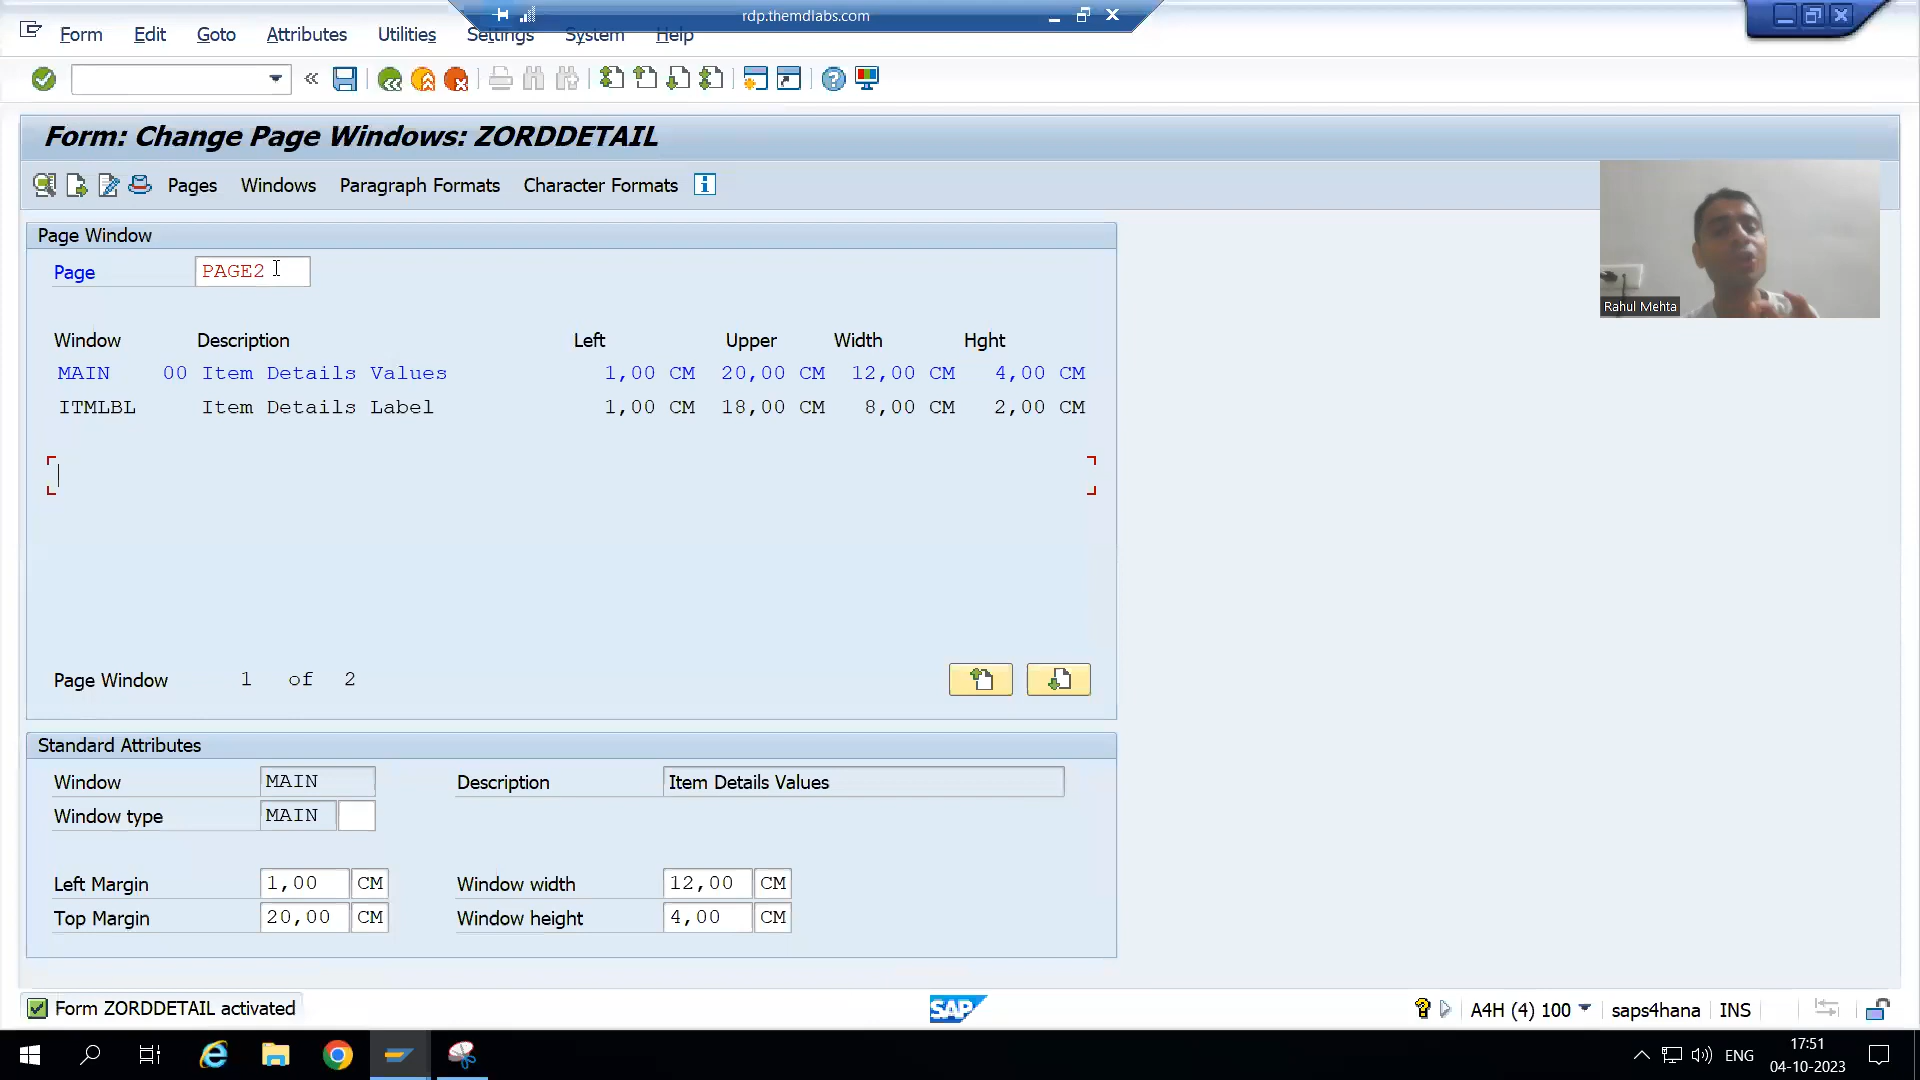 rdp.themdlabs.com
Form Edit Goto Attributes Utilities Settings System Help
Form: Change Page Windows: ZORDDETAIL
Pages Windows Paragraph Formats Character Formats
Rahul Mehta
Page Window
Page PAGE2
Window Description Left Upper Width Hght
MAIN 00 Item Details Values 1,00 CM 20,00 CM 12,00 CM 4,00 CM
ITMLBL Item Details Label 1,00 CM 18,00 CM 8,00 CM 2,00 CM
Page Window 1 of 2
Standard Attributes
Window MAIN Description Item Details Values
Window type MAIN
Left Margin 1,00 CM Window width 12,00 CM
Top Margin 20,00 CM Window height 4,00 CM
Form ZORDDETAIL activated
SAP
A4H (4) 100 saps4hana INS
ENG
17:51
04-10-2023